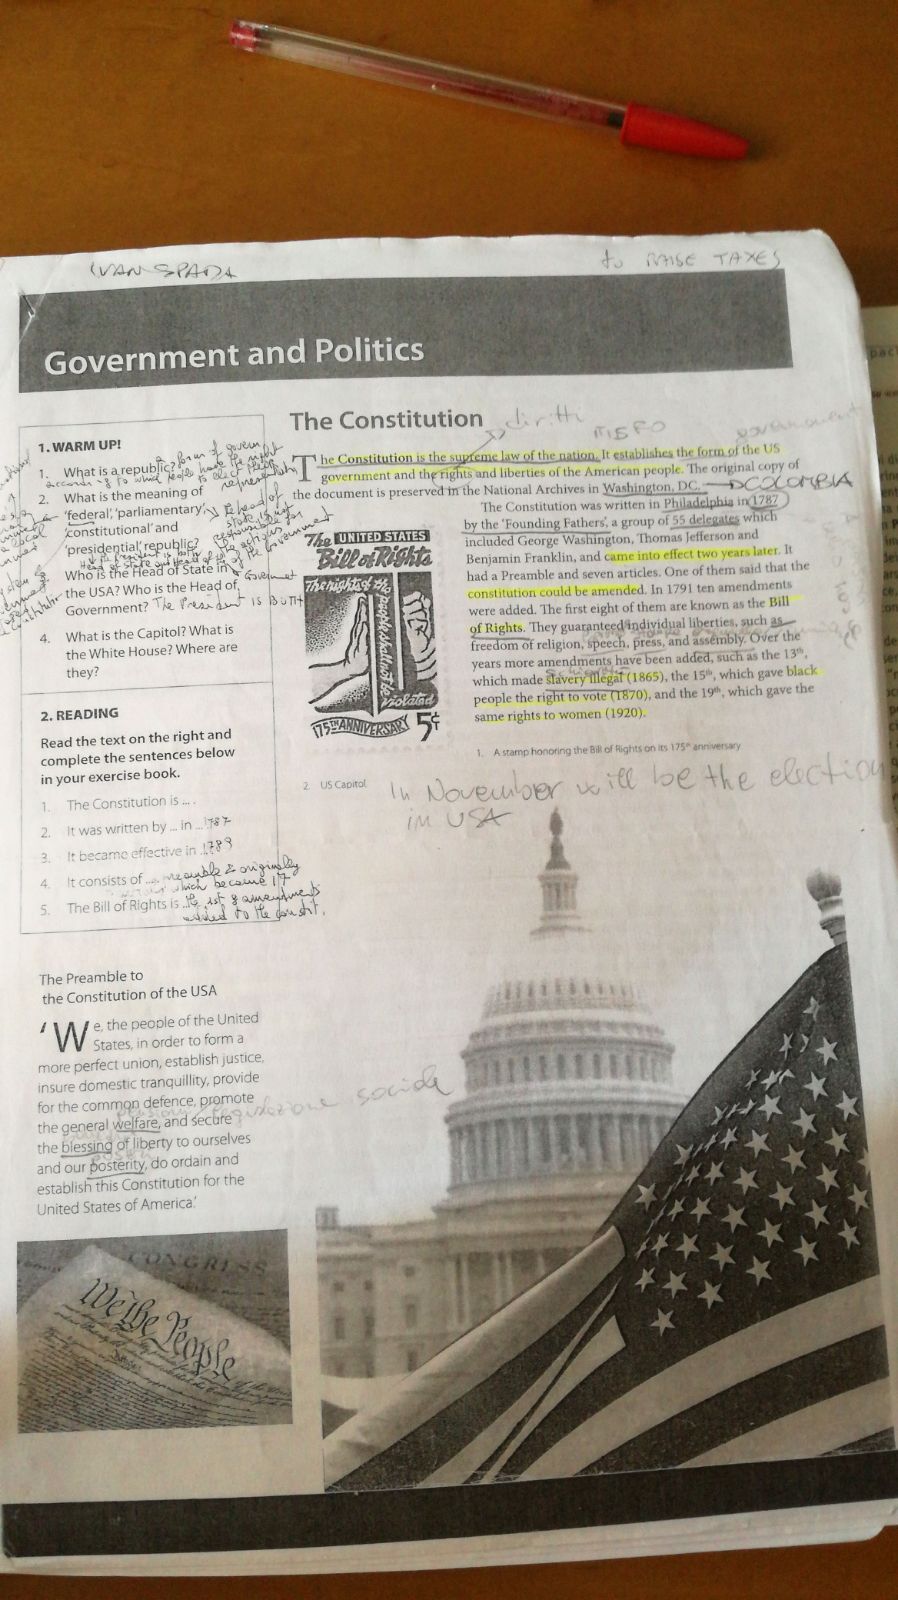 IVAN SPADA
to RAISE TAXES
Government and Politics
1. WARM UP!
1. What is a republic?
2. What is the meaning of
'federal', 'parliamentary',
'constitutional' and
'presidential' republic?
Who is the Head of State in
the USA? Who is the Head of
Government? The President is BOTH
4. What is the Capitol? What is
the White House? Where are
they?
2. READING
Read the text on the right and
complete the sentences below
in your exercise book.
1. The Constitution is ... .
2. It was written by ... in ... 1787
3. It became effective in 1789
4. It consists of ... preamble & originally
which became 17
5. The Bill of Rights is ... the 1st 8 amendments
added to the constit.
The Preamble to
the Constitution of the USA
'We, the people of the United
States, in order to form a
more perfect union, establish justice,
insure domestic tranquillity, provide
for the common defence, promote
legislazione sociale
the general welfare, and secure
the blessing of liberty to ourselves
and our posterity, do ordain and
establish this Constitution for the
United States of America.'
CONGRESS
We the People
The Constitution
diritti
government
The Constitution is the supreme law of the nation. It establishes the form of the US
government and the rights and liberties of the American people. The original copy of
the document is preserved in the National Archives in Washington, DC. COLOMBIA
The Constitution was written in Philadelphia in 1787
by the 'Founding Fathers', a group of 55 delegates which
included George Washington, Thomas Jefferson and
Benjamin Franklin, and came into effect two years later. It
had a Preamble and seven articles. One of them said that the
constitution could be amended. In 1791 ten amendments
were added. The first eight of them are known as the Bill
of Rights. They guaranteed individual liberties, such as
freedom of religion, speech, press, and assembly. Over the
years more amendments have been added, such as the 13th,
which made slavery illegal (1865), the 15th, which gave black
people the right to vote (1870), and the 19th, which gave the
same rights to women (1920).
The UNITED STATES
Bill of Rights
The rights of the
people shall not be
violated
175TH ANNIVERSARY 5¢
1. A stamp honoring the Bill of Rights on its 175th anniversary
2. US Capitol
In November will be the election
in USA